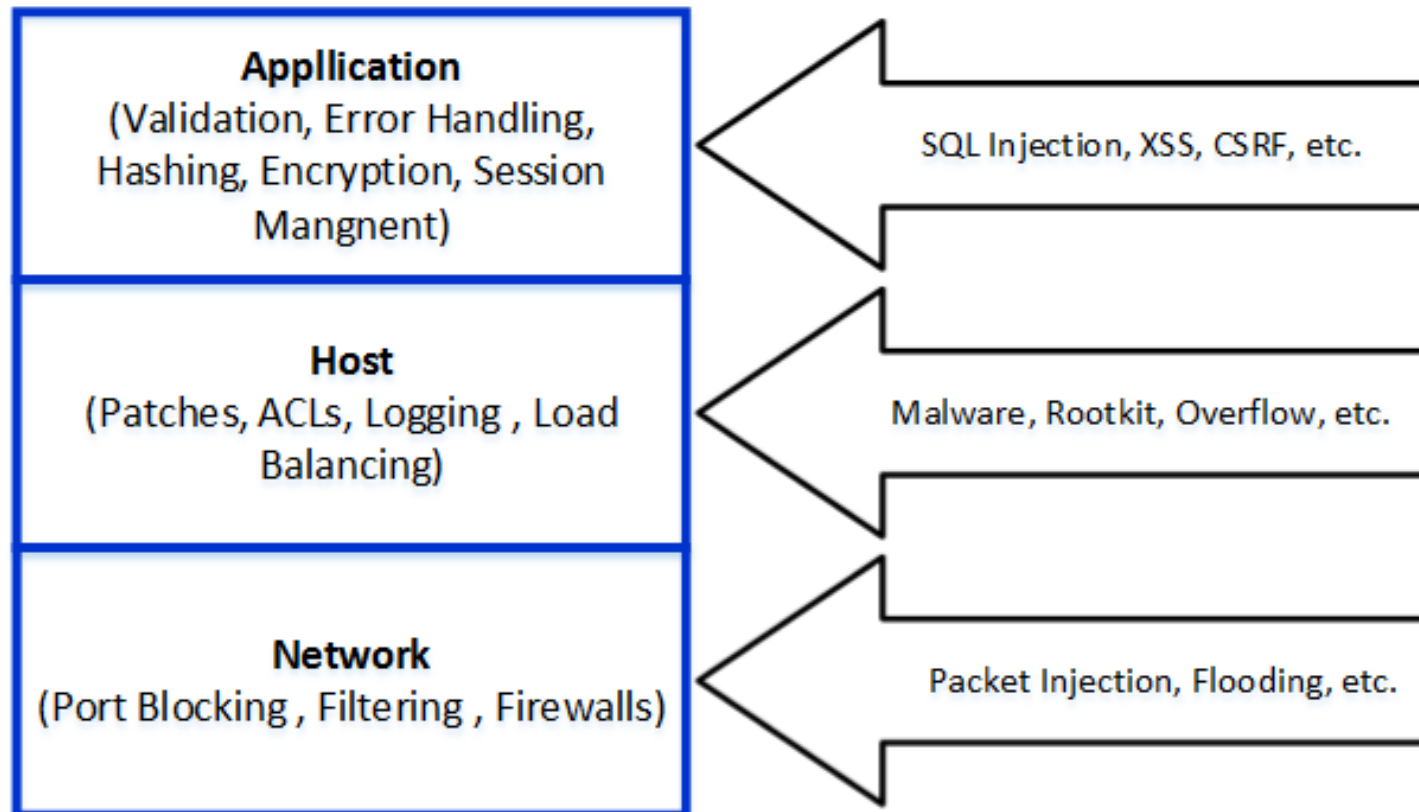 Appllication
(Validation, Error Handling,
Hashing, Encryption, Session
Mangnent)
SQL Injection, XSS, CSRF, etc.
Host
(Patches, ACLs, Logging , Load
Balancing)
Malware, Rootkit, Overflow, etc.
Network
(Port Blocking , Filtering , Firewalls)
Packet Injection, Flooding, etc.